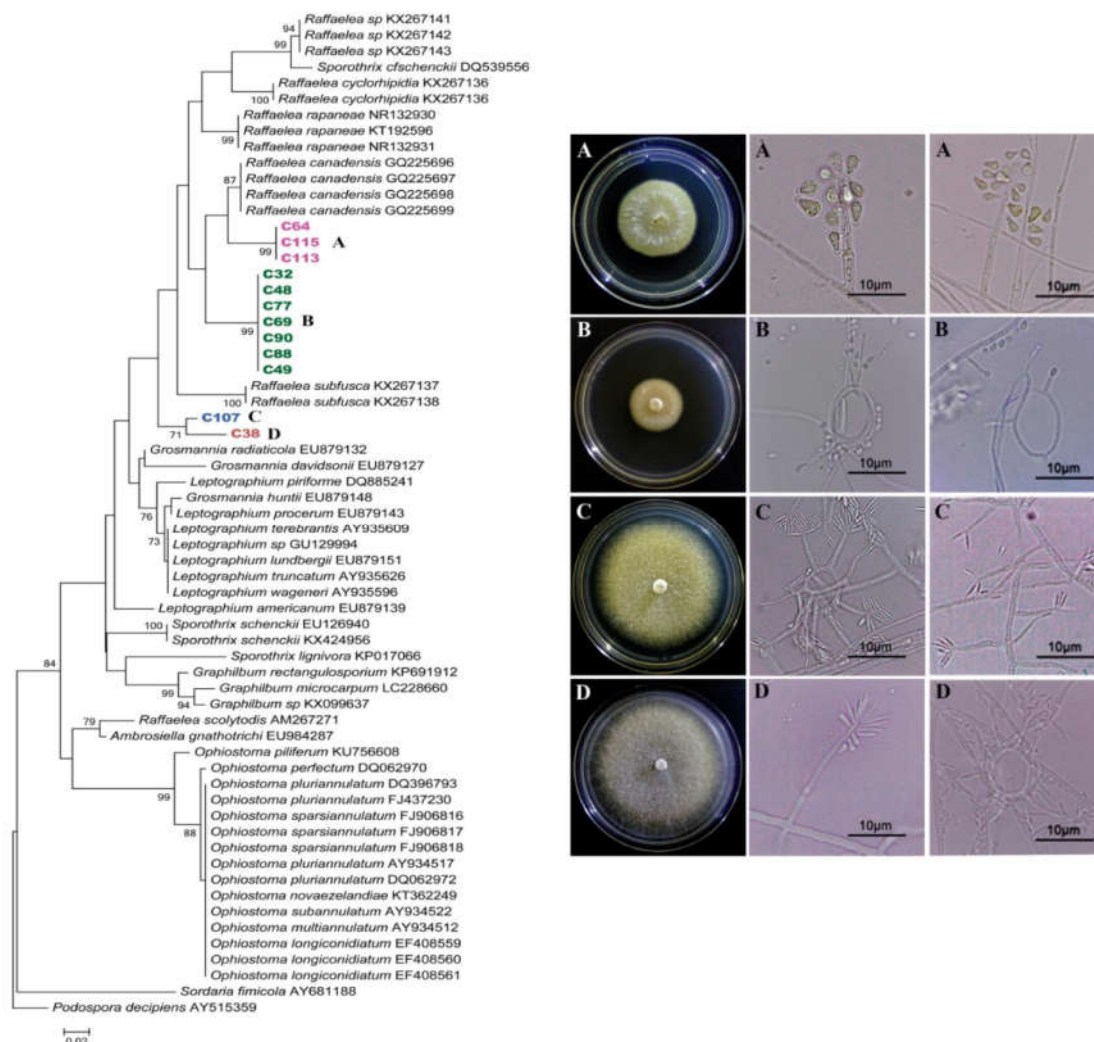 94
Raffaelea sp KX267141
Raffaelea sp KX267142
99
Raffaelea sp KX267143
Sporothrix cfschenckii DQ539556
Raffaelea cyclorhipidia KX267136
100
Raffaelea cyclorhipidia KX267136
Raffaelea rapaneae NR132930
Raffaelea rapaneae KT192596
99
Raffaelea rapaneae NR132931
Raffaelea canadensis GQ225696
87
Raffaelea canadensis GQ225697
Raffaelea canadensis GQ225698
Raffaelea canadensis GQ225699
C64
C115 A
99
C113
C32
C48
C77
99
C69 B
C90
C88
C49
Raffaelea subfusca KX267137
100
Raffaelea subfusca KX267138
C107 C
71
C38 D
Grosmannia radiaticola EU879132
Grosmannia davidsonii EU879127
Leptographium piriforme DQ885241
Grosmannia huntii EU879148
76
Leptographium procerum EU879143
Leptographium terebrantis AY935609
73
Leptographium sp GU129994
Leptographium lundbergii EU879151
Leptographium truncatum AY935626
Leptographium wageneri AY935596
Leptographium americanum EU879139
100
Sporothrix schenckii EU126940
Sporothrix schenckii KX424956
Sporothrix lignivora KP017066
84
Graphilbum rectangulosporium KP691912
99
Graphilbum microcarpum LC228660
94
Graphilbum sp KX099637
79
Raffaelea scolytodis AM267271
Ambrosiella gnathotrichi EU984287
Ophiostoma piliferum KU756608
99
Ophiostoma perfectum DQ062970
Ophiostoma pluriannulatum DQ396793
Ophiostoma pluriannulatum FJ437230
Ophiostoma sparsiannulatum FJ906816
88
Ophiostoma sparsiannulatum FJ906817
Ophiostoma sparsiannulatum FJ906818
Ophiostoma pluriannulatum AY934517
Ophiostoma pluriannulatum DQ062972
Ophiostoma novaezelandiae KT362249
Ophiostoma subannulatum AY934522
Ophiostoma multiannulatum AY934512
Ophiostoma longiconidiatum EF408559
Ophiostoma longiconidiatum EF408560
Ophiostoma longiconidiatum EF408561
Sordaria fimicola AY681188
Podospora decipiens AY515359
0.02
A A A
10µm 10µm
B B B
10µm 10µm
C C C
10µm 10µm
D D D
10µm 10µm